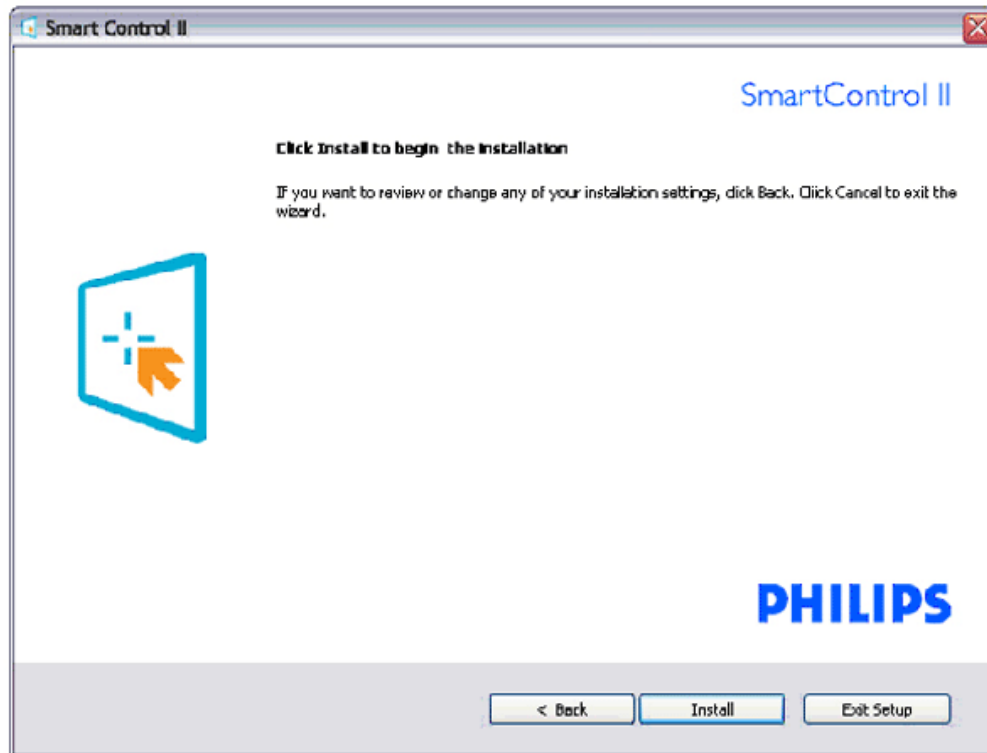 Smart Control II
SmartControl II
Click Install to begin the installation
If you want to review or change any of your installation settings, click Back. Click Cancel to exit the
wizard.
PHILIPS
< Back
Install
Exit Setup